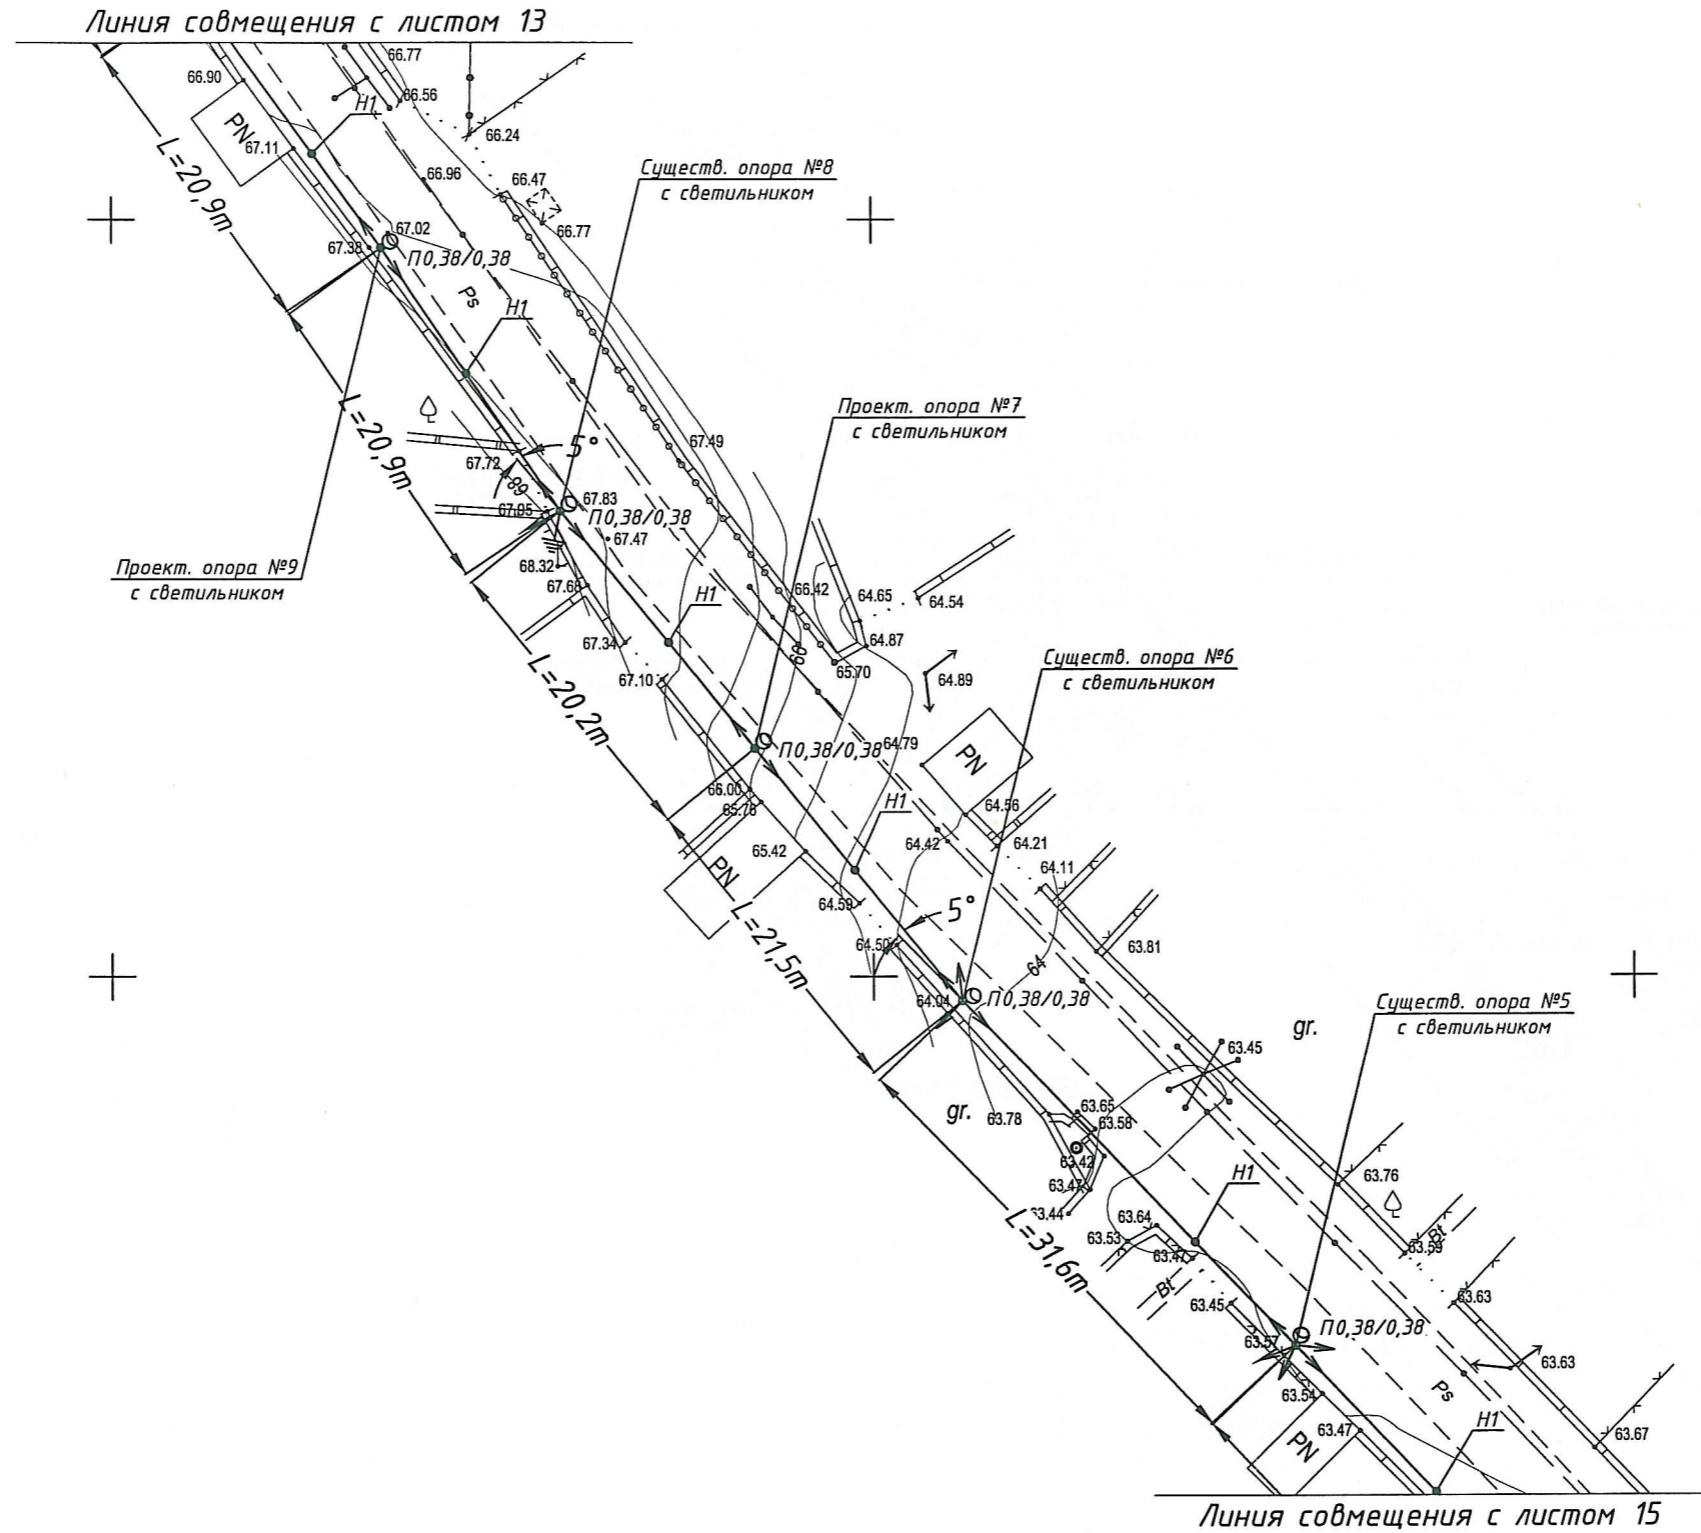 Линия совмещения с листом 13
66.77
66.90
66.56
H1
PN
66.24
67.11
Существ. опора №8
с светильником
66.96
66.47
L=20,9m
67.02
66.77
67.38
П0,38/0,38
Ps
H1
Проект. опора №7
с светильником
L=20,9m
67.49
5°
67.72
68
67.83
67.95
П0,38/0,38
67.47
Проект. опора №9
с светильником
68.32
67.68
66.42
64.65
64.54
H1
64.87
67.34
66
65.70
Существ. опора №6
с светильником
67.10
64.89
L=20,2m
П0,38/0,38
64.79
PN
66.00
65.76
H1
64.56
65.42
64.42
64.21
PN
64.11
64.59
5°
L=21,5m
64.50
63.81
64
64.04
П0,38/0,38
Существ. опора №5
с светильником
gr.
63.45
gr.
63.78
63.65
63.58
63.42
63.47
H1
63.76
63.44
63.64
L=31,6m
63.53
63.47
Bt
63.59
Bt
63.45
63.63
63.57
П0,38/0,38
63.63
63.54
Ps
63.47
H1
63.67
PN
Линия совмещения с листом 15